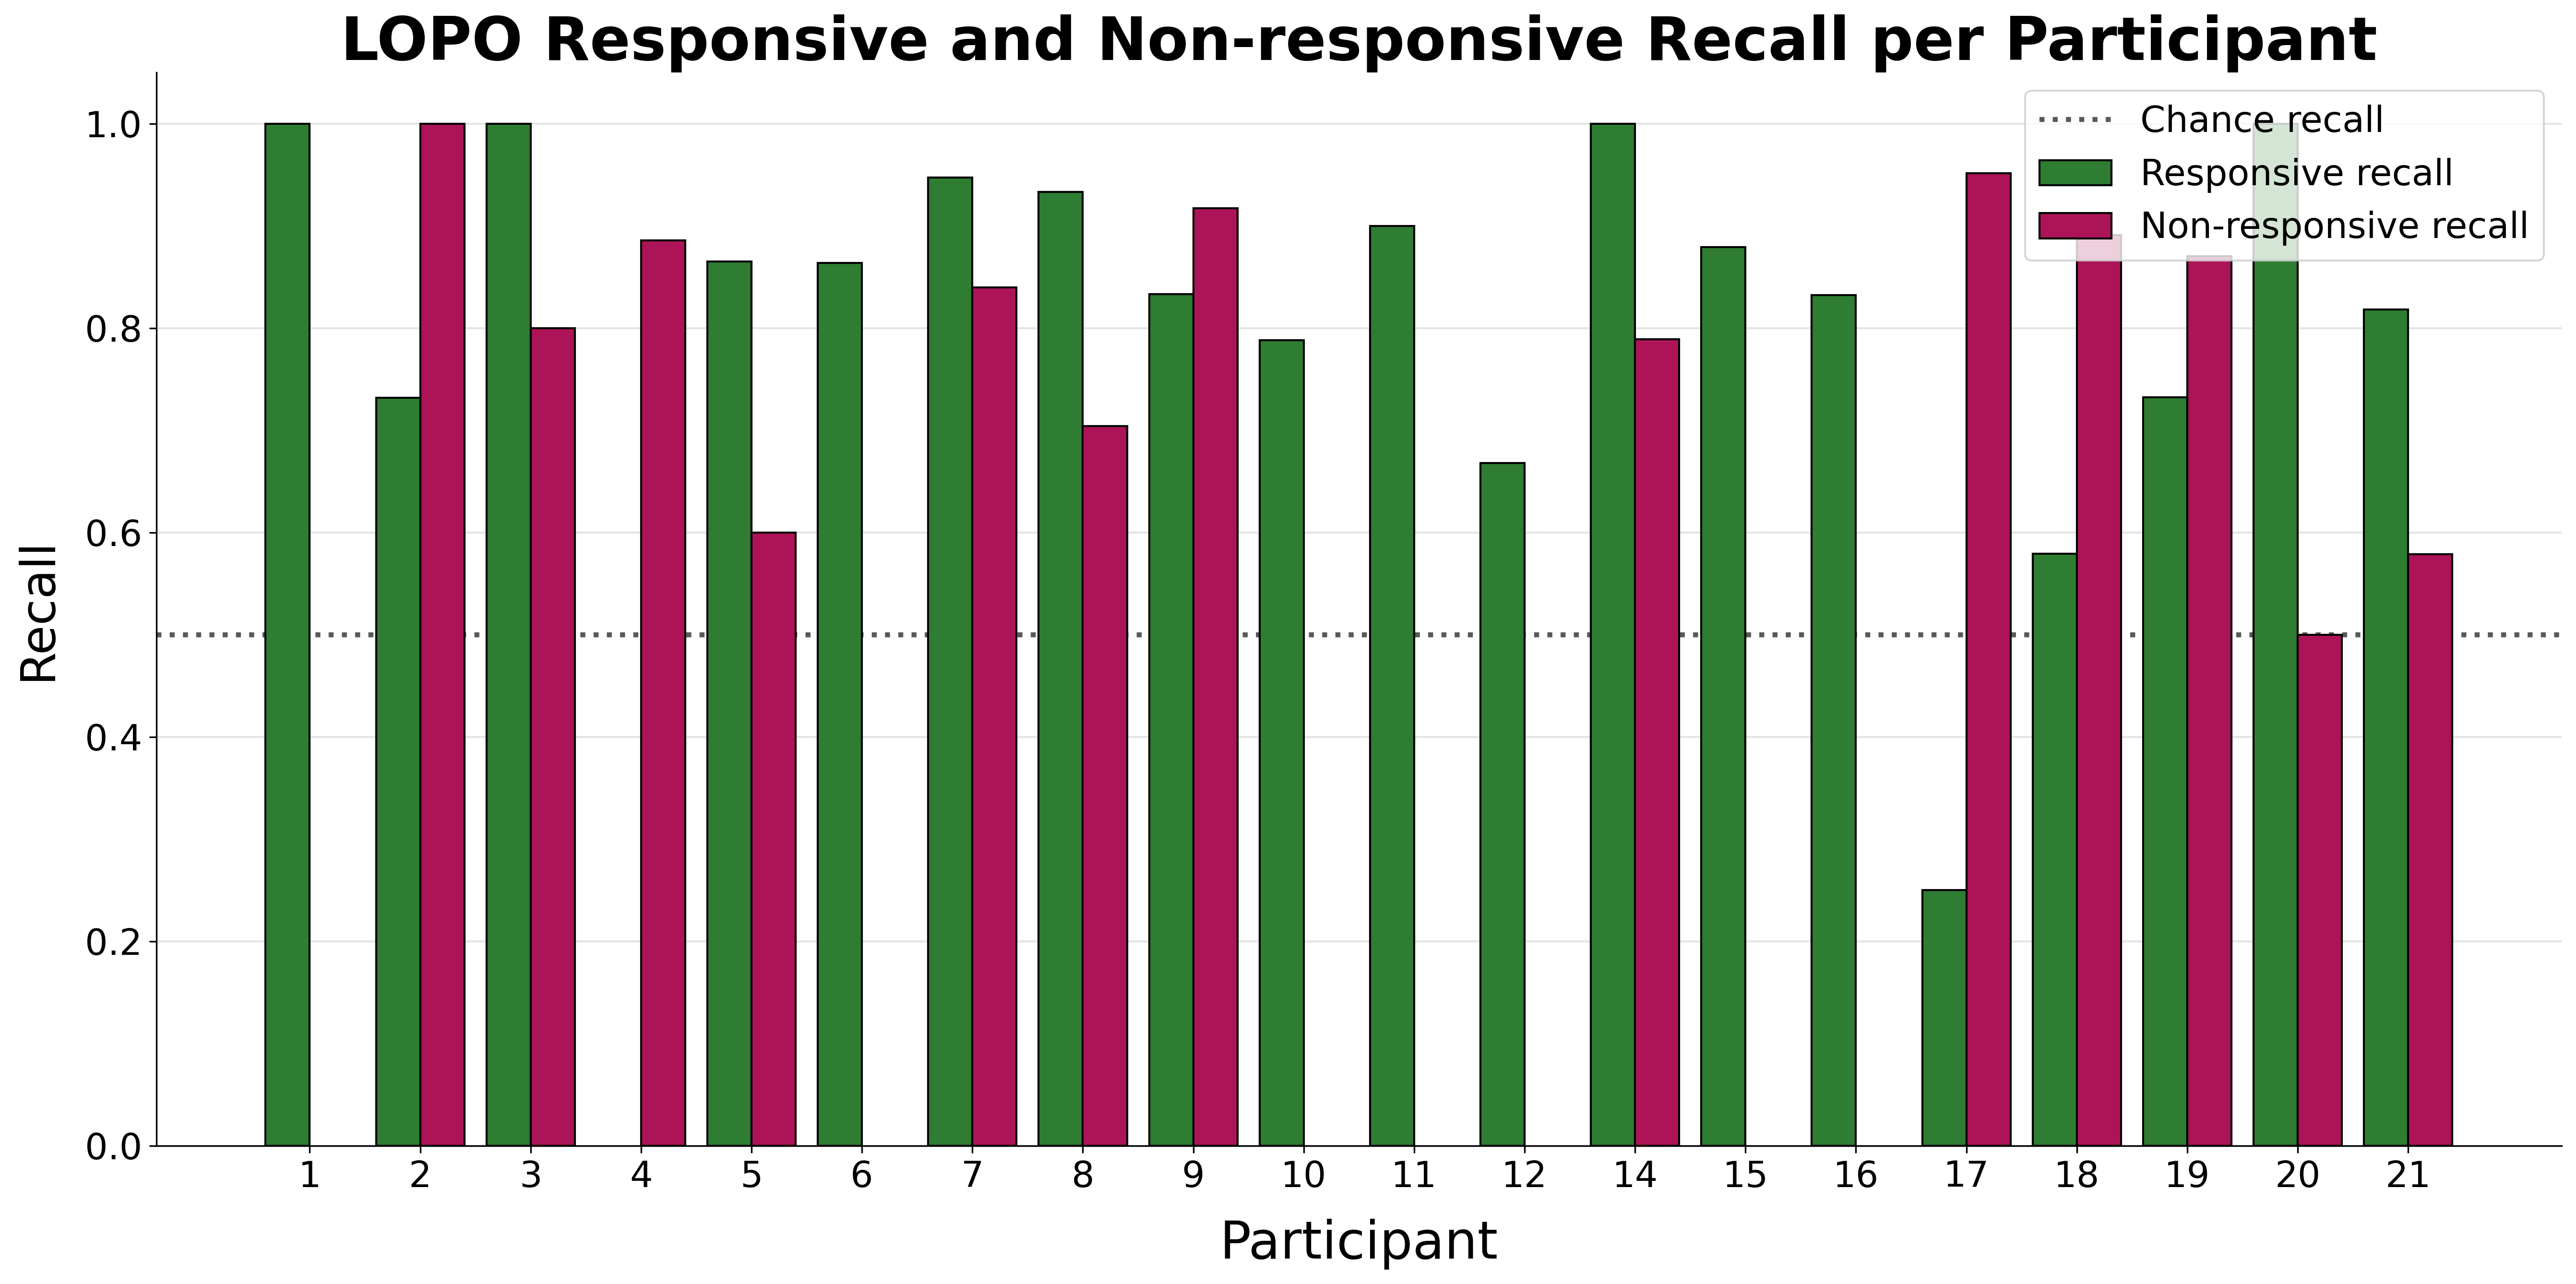 LOPO Responsive and Non-responsive Recall per Participant
Chance recall
Responsive recall
Non-responsive recall
1.0
0.8
0.6
0.4
0.2
0.0
Recall
1 2 3 4 5 6 7 8 9 10 11 12 14 15 16 17 18 19 20 21
Participant